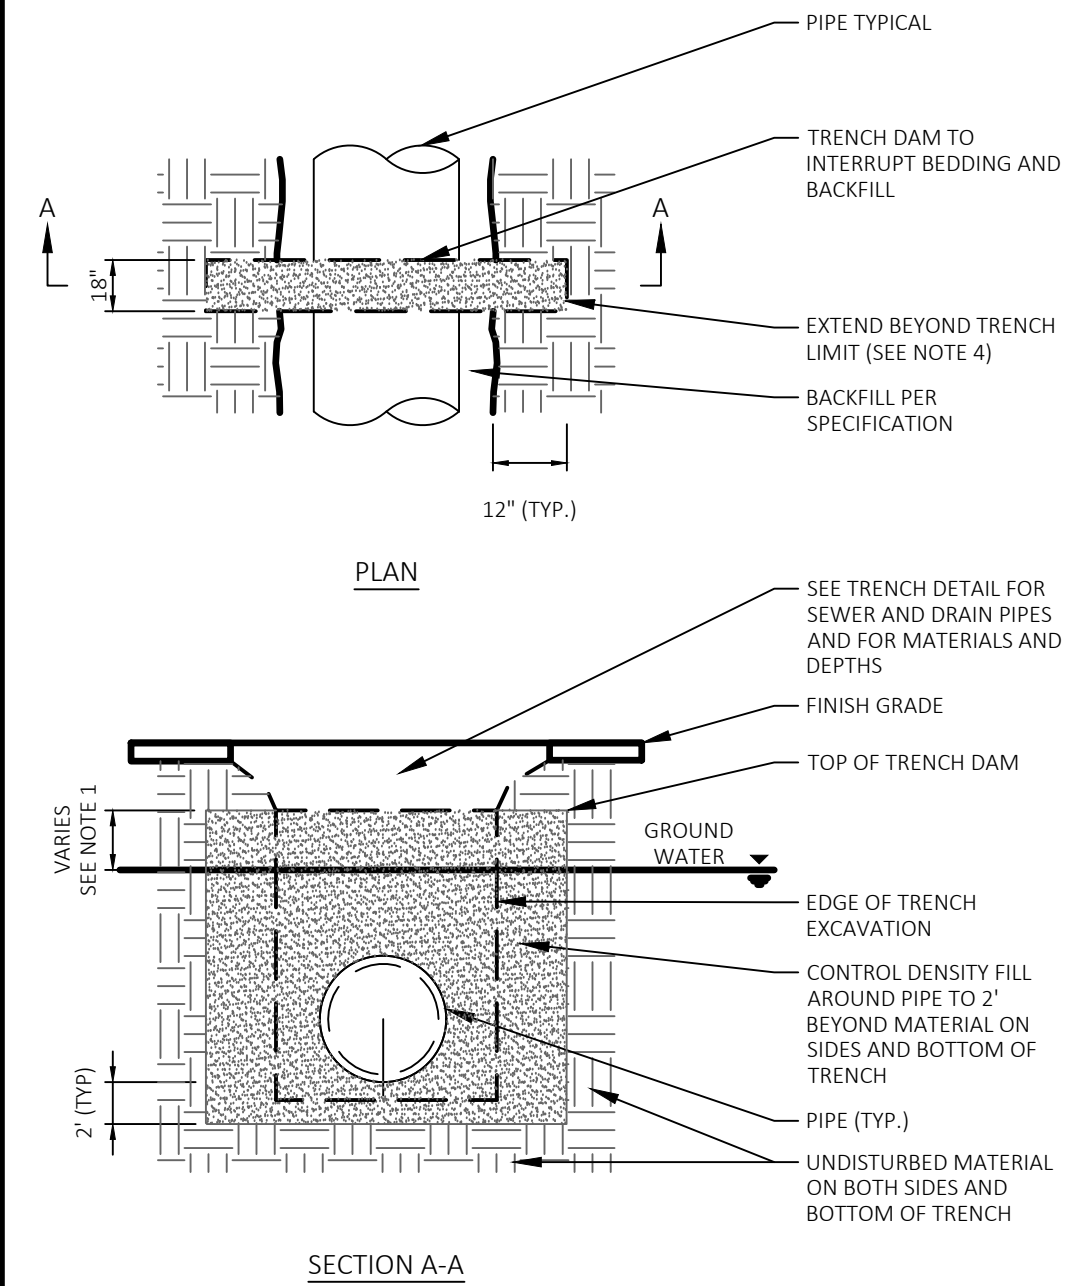 PIPE TYPICAL
TRENCH DAM TO
INTERRUPT BEDDING AND
BACKFILL
A
A
18"
EXTEND BEYOND TRENCH
LIMIT (SEE NOTE 4)
BACKFILL PER
SPECIFICATION
12" (TYP.)
PLAN
SEE TRENCH DETAIL FOR
SEWER AND DRAIN PIPES
AND FOR MATERIALS AND
DEPTHS
FINISH GRADE
TOP OF TRENCH DAM
VARIES
SEE NOTE 1
GROUND
WATER
EDGE OF TRENCH
EXCAVATION
CONTROL DENSITY FILL
AROUND PIPE TO 2'
BEYOND MATERIAL ON
SIDES AND BOTTOM OF
TRENCH
2' (TYP)
PIPE (TYP.)
UNDISTURBED MATERIAL
ON BOTH SIDES AND
BOTTOM OF TRENCH
SECTION A-A